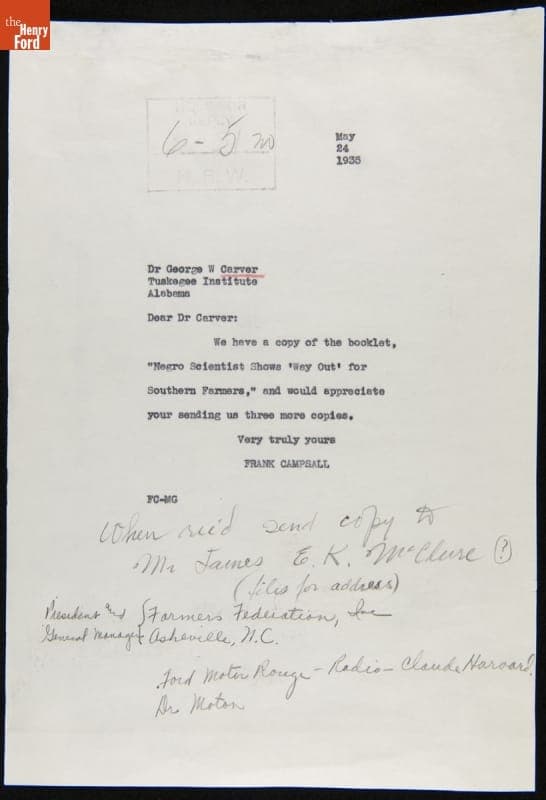 the
Henry
Ford
6-5
H.R.W.
May
24
1935
Dr George W Carver
Tuskegee Institute
Alabama
Dear Dr Carver:
We have a copy of the booklet,
"Negro Scientist Shows 'Way Out' for
Southern Farmers," and would appreciate
your sending us three more copies.
Very truly yours
FRANK CAMPSALL
FC-MG
When rec'd send copy to
Mr James E. K. McClure ?
(files for address)
President and { Farmers Federation, Inc
General Manager { Asheville, N.C.
Ford Motor Rouge - Radio - Claude Harvard
Dr. Moton